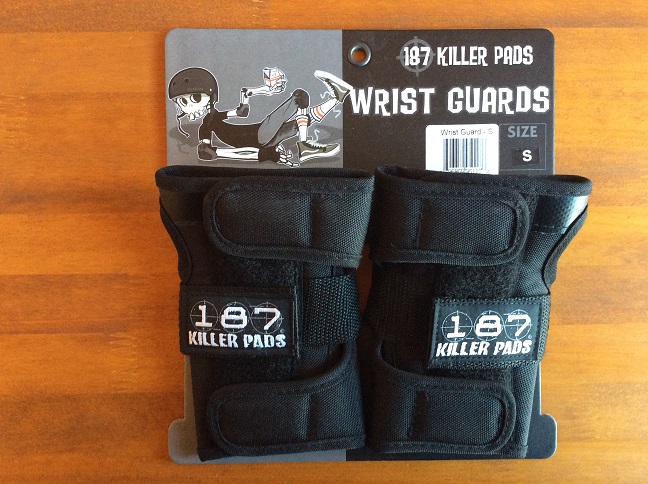 187 KILLER PADS
WRIST GUARDS
Wrist Guard - S
SIZE
S
187
KILLER PADS
187
KILLER PADS